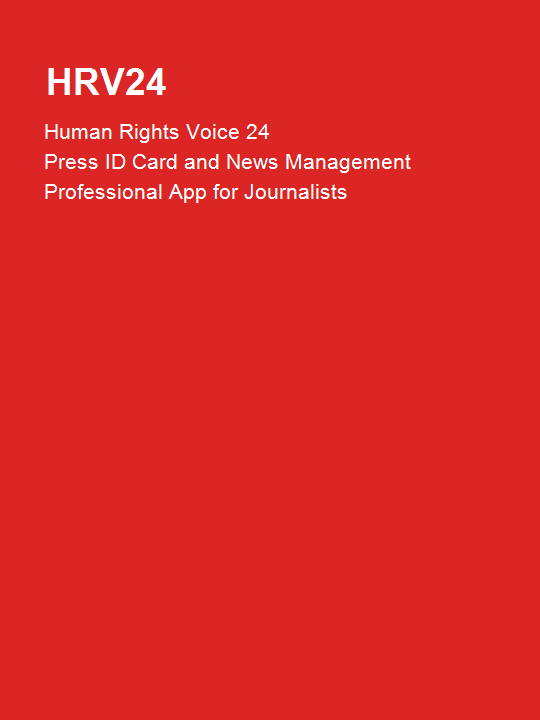 HRV24
Human Rights Voice 24
Press ID Card and News Management
Professional App for Journalists